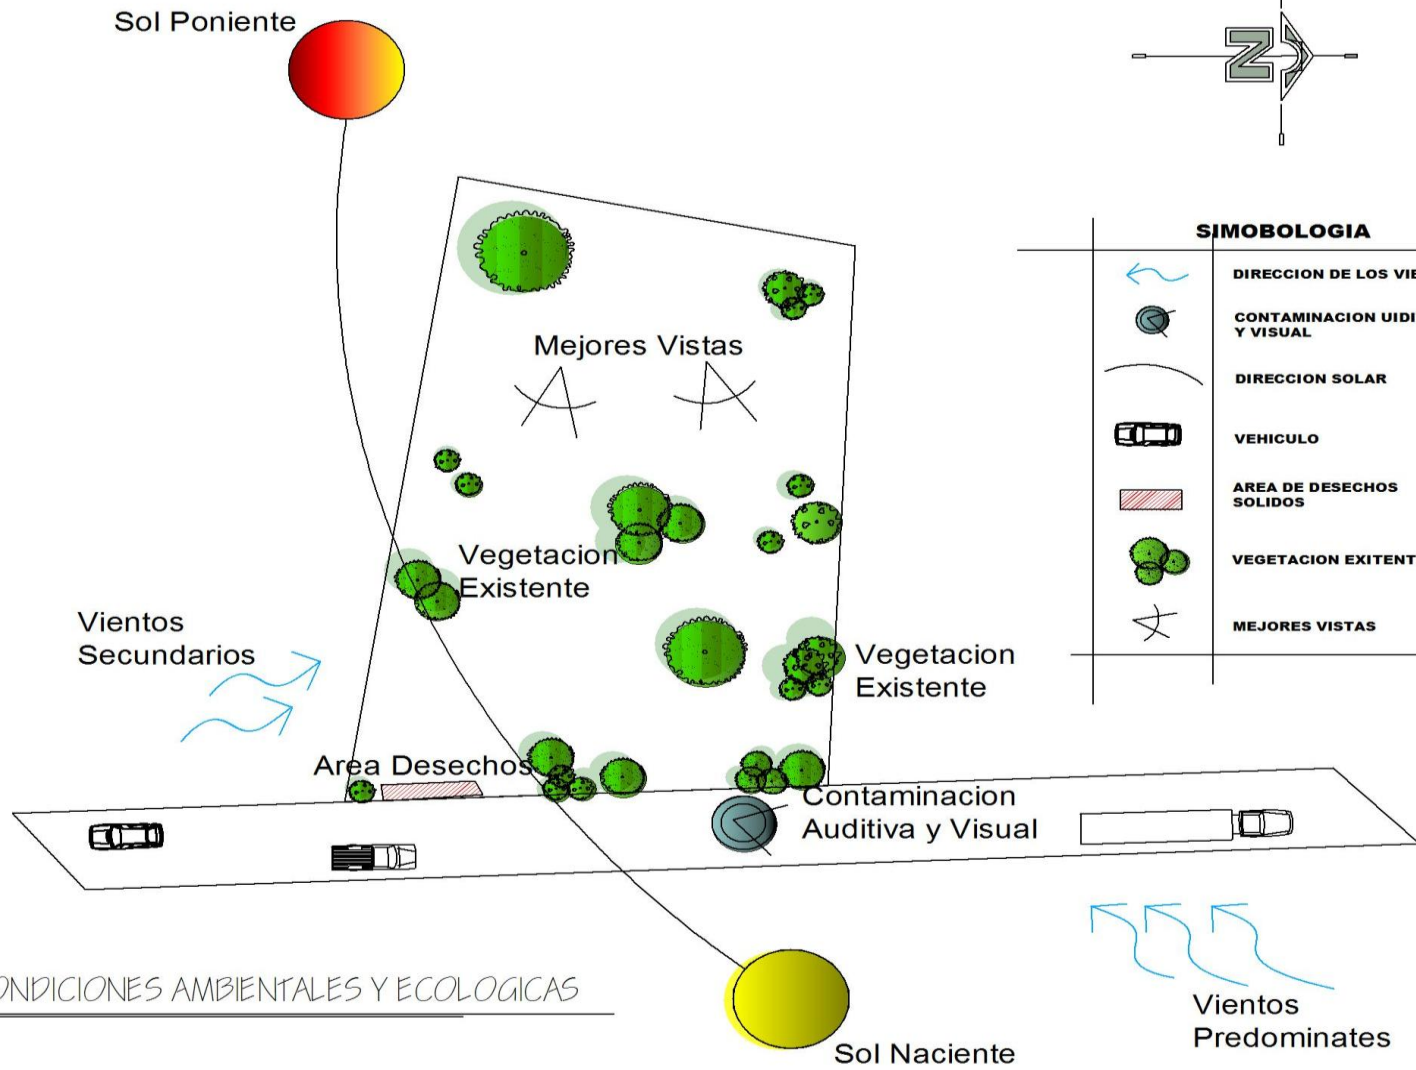 Sol Poniente
N
SIMOBOLOGIA
DIRECCION DE LOS VIE
CONTAMINACION UIDI
Y VISUAL
DIRECCION SOLAR
VEHICULO
AREA DE DESECHOS
SOLIDOS
VEGETACION EXITENT
MEJORES VISTAS
Mejores Vistas
Vegetacion
Existente
Vientos
Secundarios
Vegetacion
Existente
Area Desechos
Contaminacion
Auditiva y Visual
ONDICIONES AMBIENTALES Y ECOLOGICAS
Vientos
Predominates
Sol Naciente